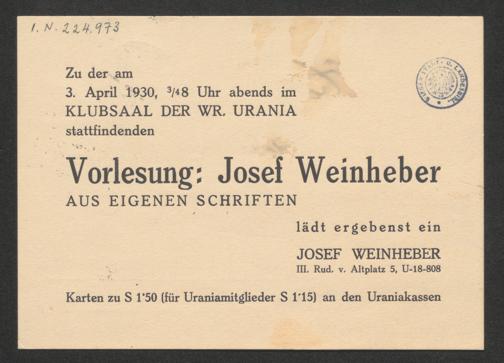 I.N. 224.973
Zu der am
3. April 1930, 3/48 Uhr abends im
KLUBSAAL DER WR. URANIA
stattfindenden
Vorlesung: Josef Weinheber
AUS EIGENEN SCHRIFTEN
lädt ergebenst ein
JOSEF WEINHEBER
III. Rud. v. Altplatz 5, U-18-808
Karten zu S 1·50 (für Uraniamitglieder S 1·15) an den Uraniakassen